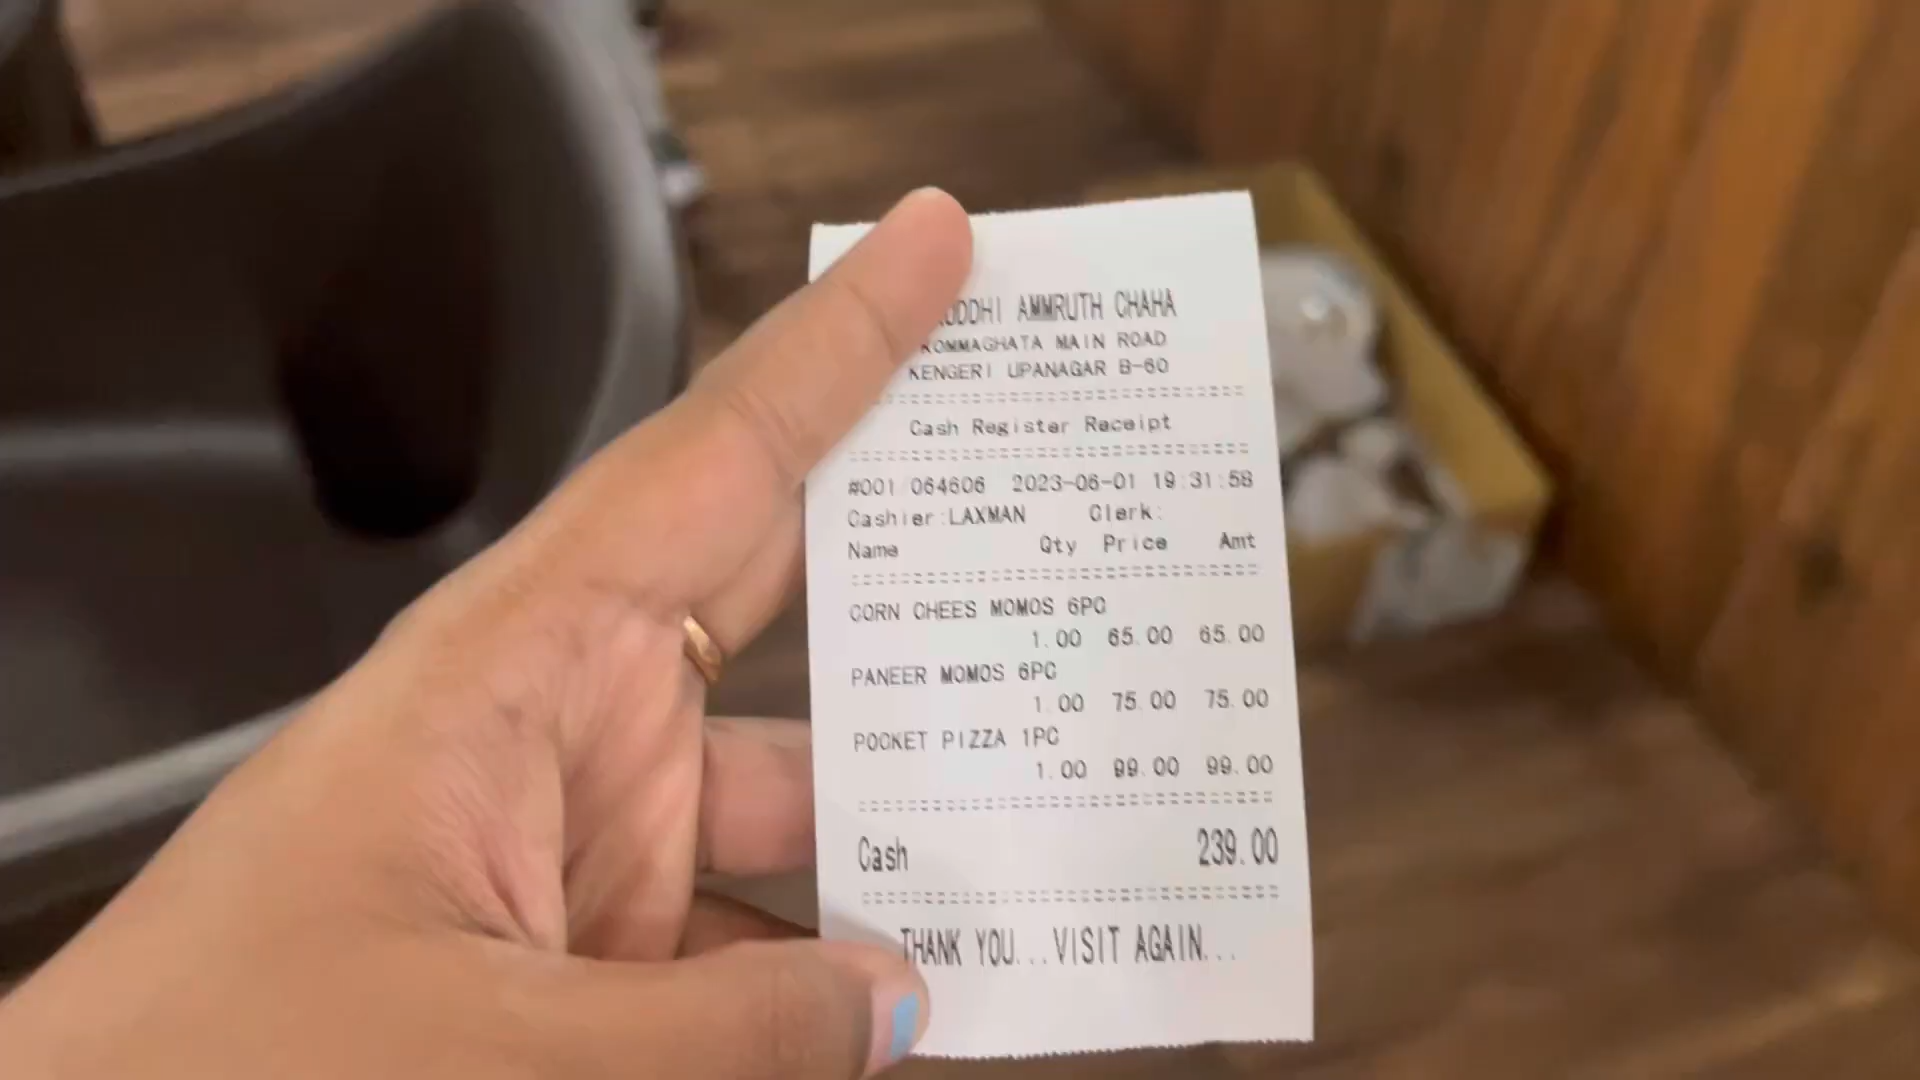 AMMRUTH CHAHA
KOMMAGHATA MAIN ROAD
KENGERI UPANAGAR B-60
Cash Register Receipt
#001 064606 2023-06-01 19:31:58
Cashier:LAXMAN Clerk:
Name Qty Price Amt
CORN CHEES MOMOS 6PC
1.00 65.00 65.00
PANEER MOMOS 6PC
1.00 75.00 75.00
POCKET PIZZA 1PC
1.00 99.00 99.00
Cash 239.00
THANK YOU...VISIT AGAIN...